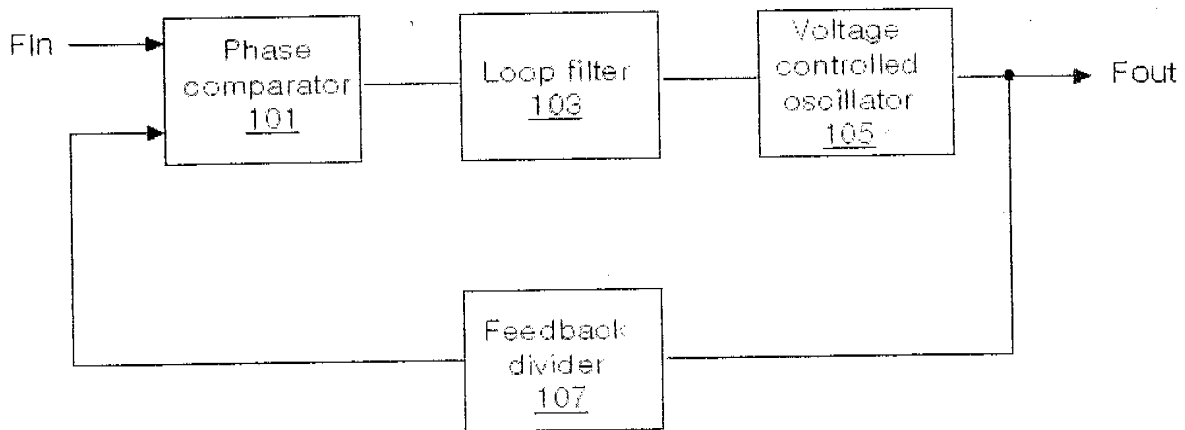 FIn
Phase
comparator
101
Loop filter
103
Voltage
controlled
oscillator
105
Fout
Feedback
divider
107